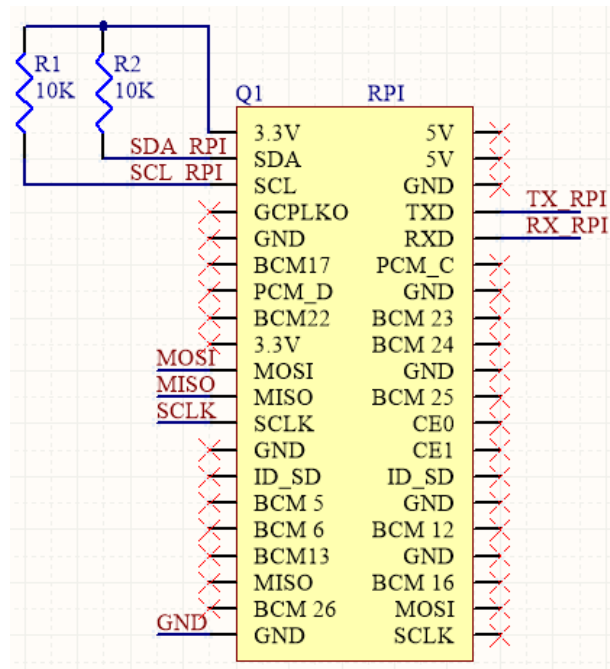 R1
10K
R2
10K
Q1 RPI
SDA_RPI
SCL_RPI
3.3V 5V
SDA 5V
SCL GND
GCPLKO TXD TX_RPI
GND RXD RX_RPI
BCM17 PCM_C
PCM_D GND
BCM22 BCM 23
3.3V BCM 24
MOSI MOSI GND
MISO MISO BCM 25
SCLK SCLK CE0
GND CE1
ID_SD ID_SD
BCM 5 GND
BCM 6 BCM 12
BCM13 GND
MISO BCM 16
BCM 26 MOSI
GND GND SCLK